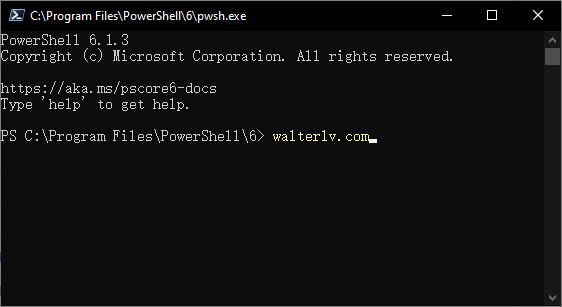 C:\Program Files\PowerShell\6\pwsh.exe
PowerShell 6.1.3
Copyright (c) Microsoft Corporation. All rights reserved.
https://aka.ms/pscore6-docs
Type 'help' to get help.
PS C:\Program Files\PowerShell\6> walterlv.com